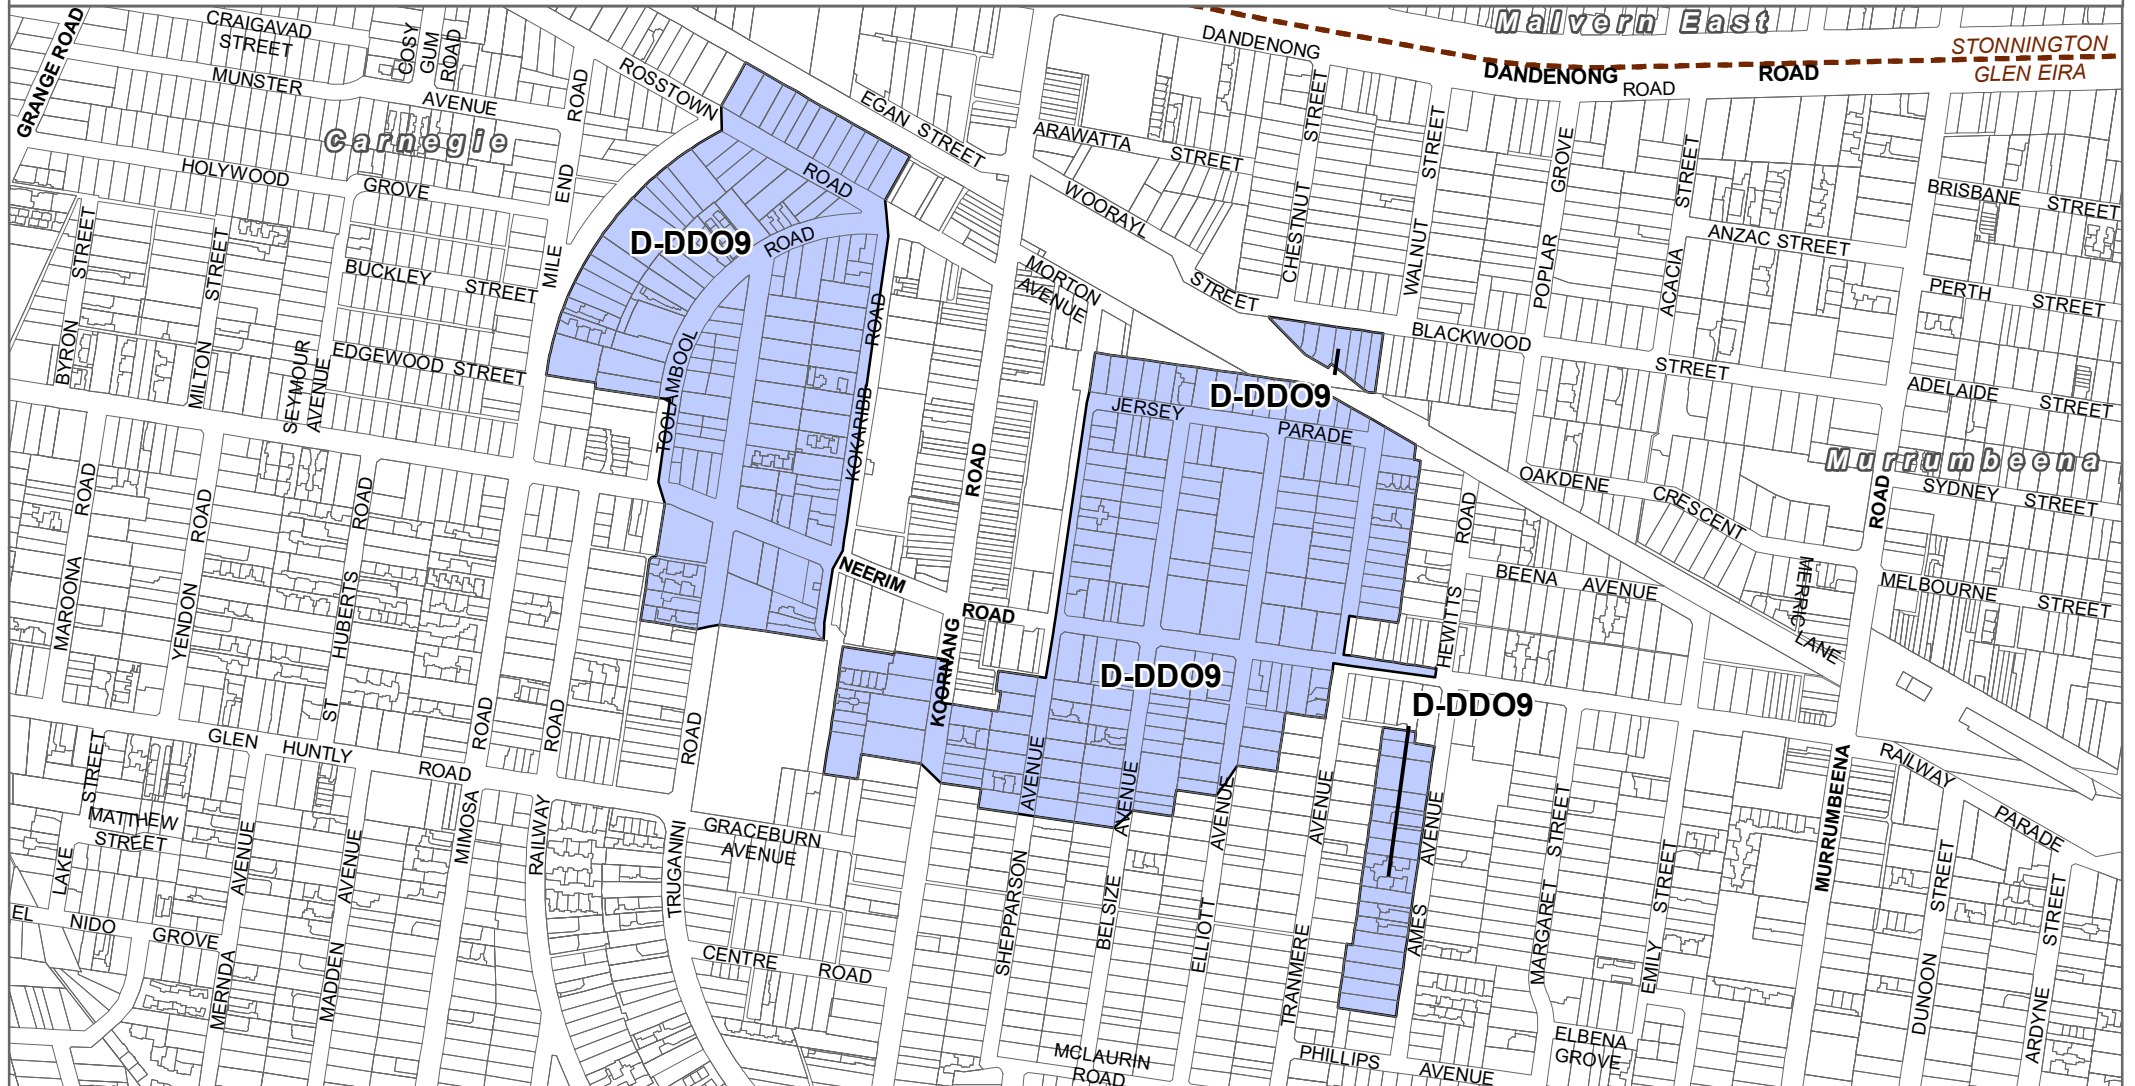 CRAIGAVAD
STREET
COSY
GUM
ROAD
GRANGE ROAD
MUNSTER
AVENUE
ROSSTOWN
ROAD
EGAN STREET
DANDENONG
Malvern East
STONNINGTON
GLEN EIRA
DANDENONG
ROAD
ROAD
Carnegie
HOLYWOOD
GROVE
MILE
END
ROAD
ARAWATTA
STREET
WOORAYL
STREET
CHESTNUT
STREET
WALNUT
STREET
POPLAR
GROVE
ACACIA
STREET
BRISBANE
STREET
ANZAC STREET
PERTH
STREET
D-DDO9
ROAD
BYRON
STREET
MILTON
STREET
BUCKLEY
STREET
SEYMOUR
AVENUE
EDGEWOOD STREET
TOOLAMBOOL
KOKARIBB
ROAD
MORTON
AVENUE
BLACKWOOD
STREET
ADELAIDE
STREET
D-DDO9
JERSEY
PARADE
Murrumbeena
OAKDENE
CRESCENT
SYDNEY
STREET
ROAD
ROAD
MAROONA
ROAD
YENDON
ROAD
ST
HUBERTS
ROAD
NEERIM
ROAD
KOORNANG
HEWITTS
ROAD
BEENA
AVENUE
MERRIC
LANE
MELBOURNE
STREET
D-DDO9
D-DDO9
GLEN
HUNTLY
ROAD
MIMOSA
ROAD
RAILWAY
ROAD
TRUGANINI
ROAD
LAKE
STREET
MATTHEW
STREET
MERNDA
AVENUE
MADDEN
AVENUE
GRACEBURN
AVENUE
SHEPPARSON
AVENUE
BELSIZE
AVENUE
ELLIOTT
AVENUE
TRANMERE
AVENUE
AMES
AVENUE
MARGARET
STREET
EMILY
STREET
MURRUMBEENA
RAILWAY
PARADE
DUNOON
STREET
ARDYNE
STREET
EL
NIDO
GROVE
CENTRE
ROAD
MCLAURIN
ROAD
PHILLIPS
AVENUE
ELBENA
GROVE